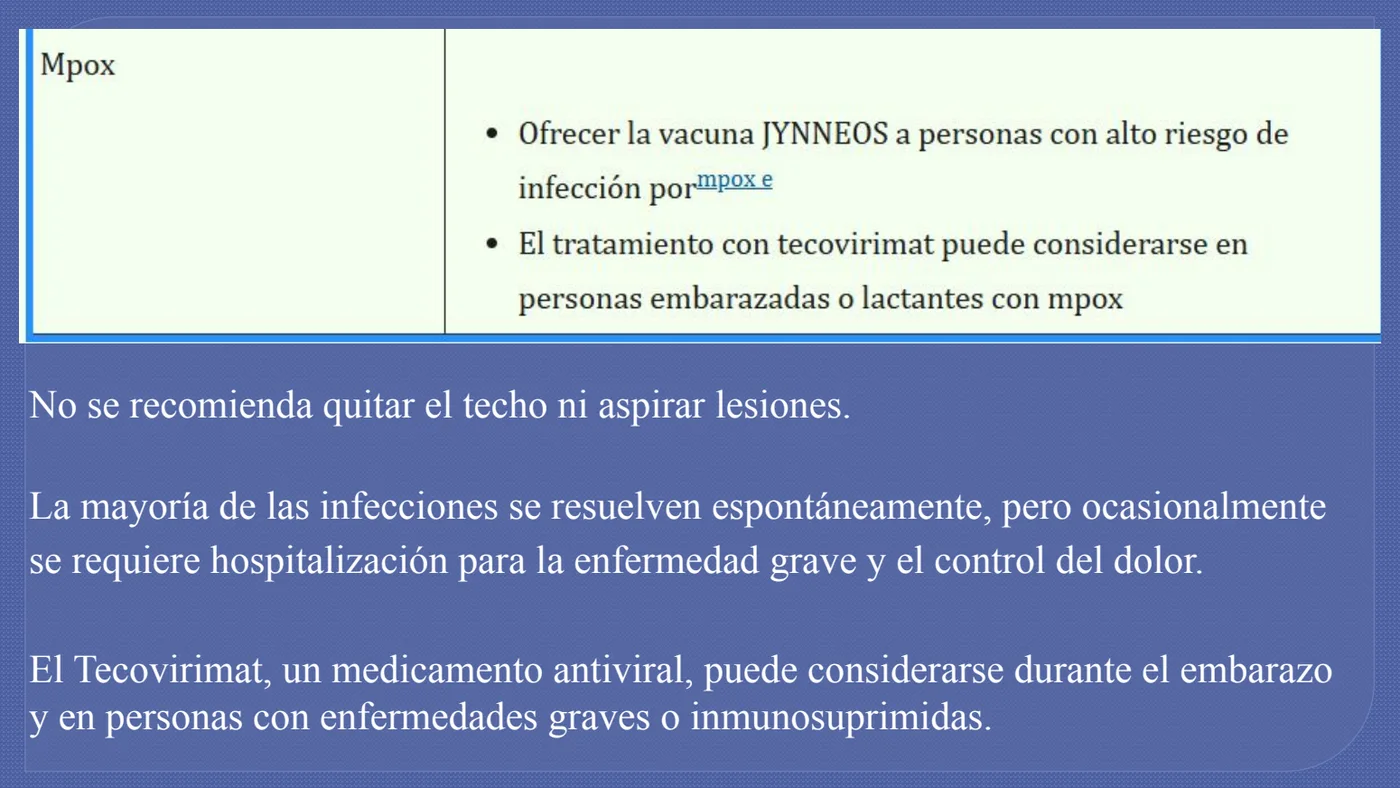 Mpox
• Ofrecer la vacuna JYNNEOS a personas con alto riesgo de
infección por mpox e
• El tratamiento con tecovirimat puede considerarse en
personas embarazadas o lactantes con mpox
No se recomienda quitar el techo ni aspirar lesiones.
La mayoría de las infecciones se resuelven espontáneamente, pero ocasionalmente
se requiere hospitalización para la enfermedad grave y el control del dolor.
El Tecovirimat, un medicamento antiviral, puede considerarse durante el embarazo
y en personas con enfermedades graves o inmunosuprimidas.